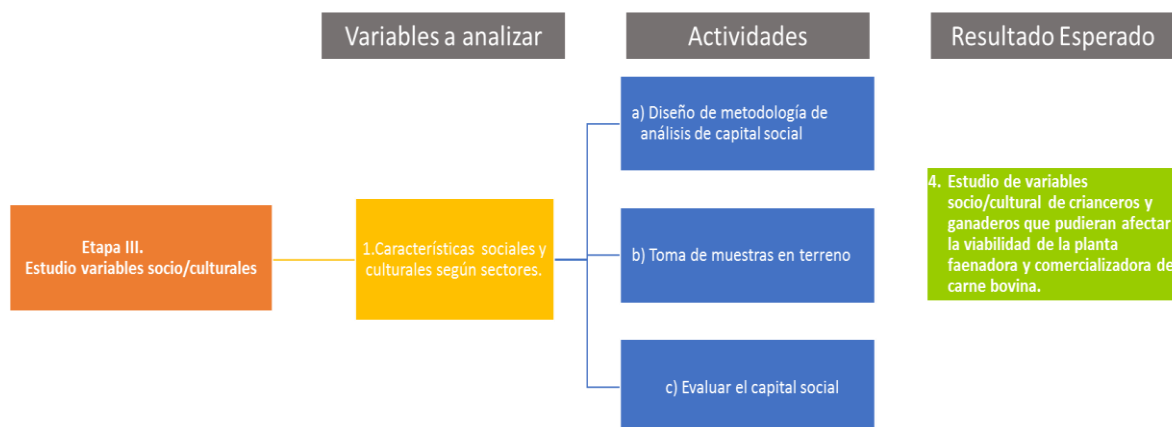 Variables a analizar
Actividades
Resultado Esperado
Etapa III.
Estudio variables socio/culturales
1.Características sociales y
culturales según sectores.
a) Diseño de metodología de
análisis de capital social
b) Toma de muestras en terreno
c) Evaluar el capital social
4. Estudio de variables
socio/cultural de crianceros y
ganaderos que pudieran afectar
la viabilidad de la planta
faenadora y comercializadora de
carne bovina.